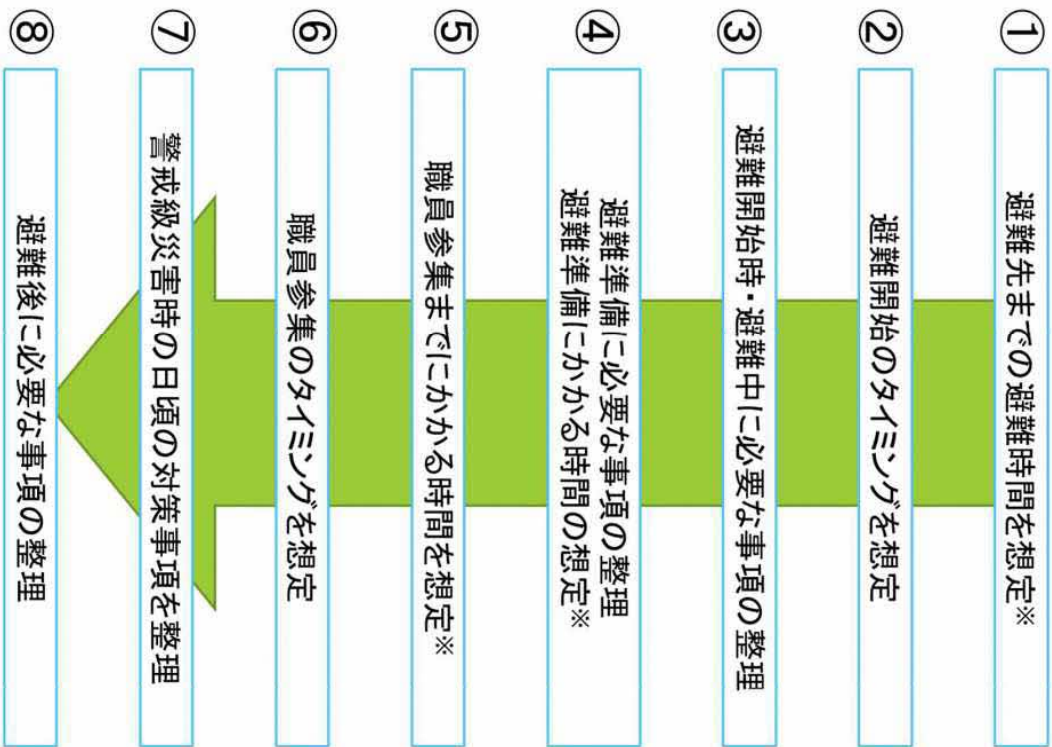 ① 避難先までの避難時間を想定※
② 避難開始のタイミングを想定
③ 避難開始時・避難中に必要な事項の整理
④ 避難準備に必要な事項の整理
避難準備にかかる時間の想定※
⑤ 職員参集までにかかる時間を想定※
⑥ 職員参集のタイミングを想定
⑦ 警戒級災害時の日頃の対策事項を整理
⑧ 避難後に必要な事項の整理